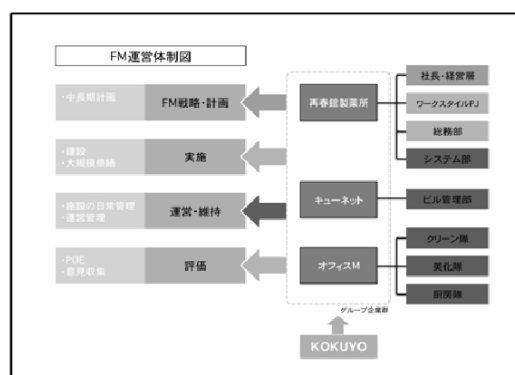 FM運営体制図
・中長期計画
FM戦略・計画
・建設
・大規模修繕
実施
・施設の日常管理
・運営管理
運営・維持
・POE
・意見収集
評価
再春館製薬所
キューネット
オフィスM
グループ企業群
KOKUYO
社長・経営層
ワークスタイルPJ
総務部
システム部
ビル管理部
クリーン隊
美化隊
厨房隊